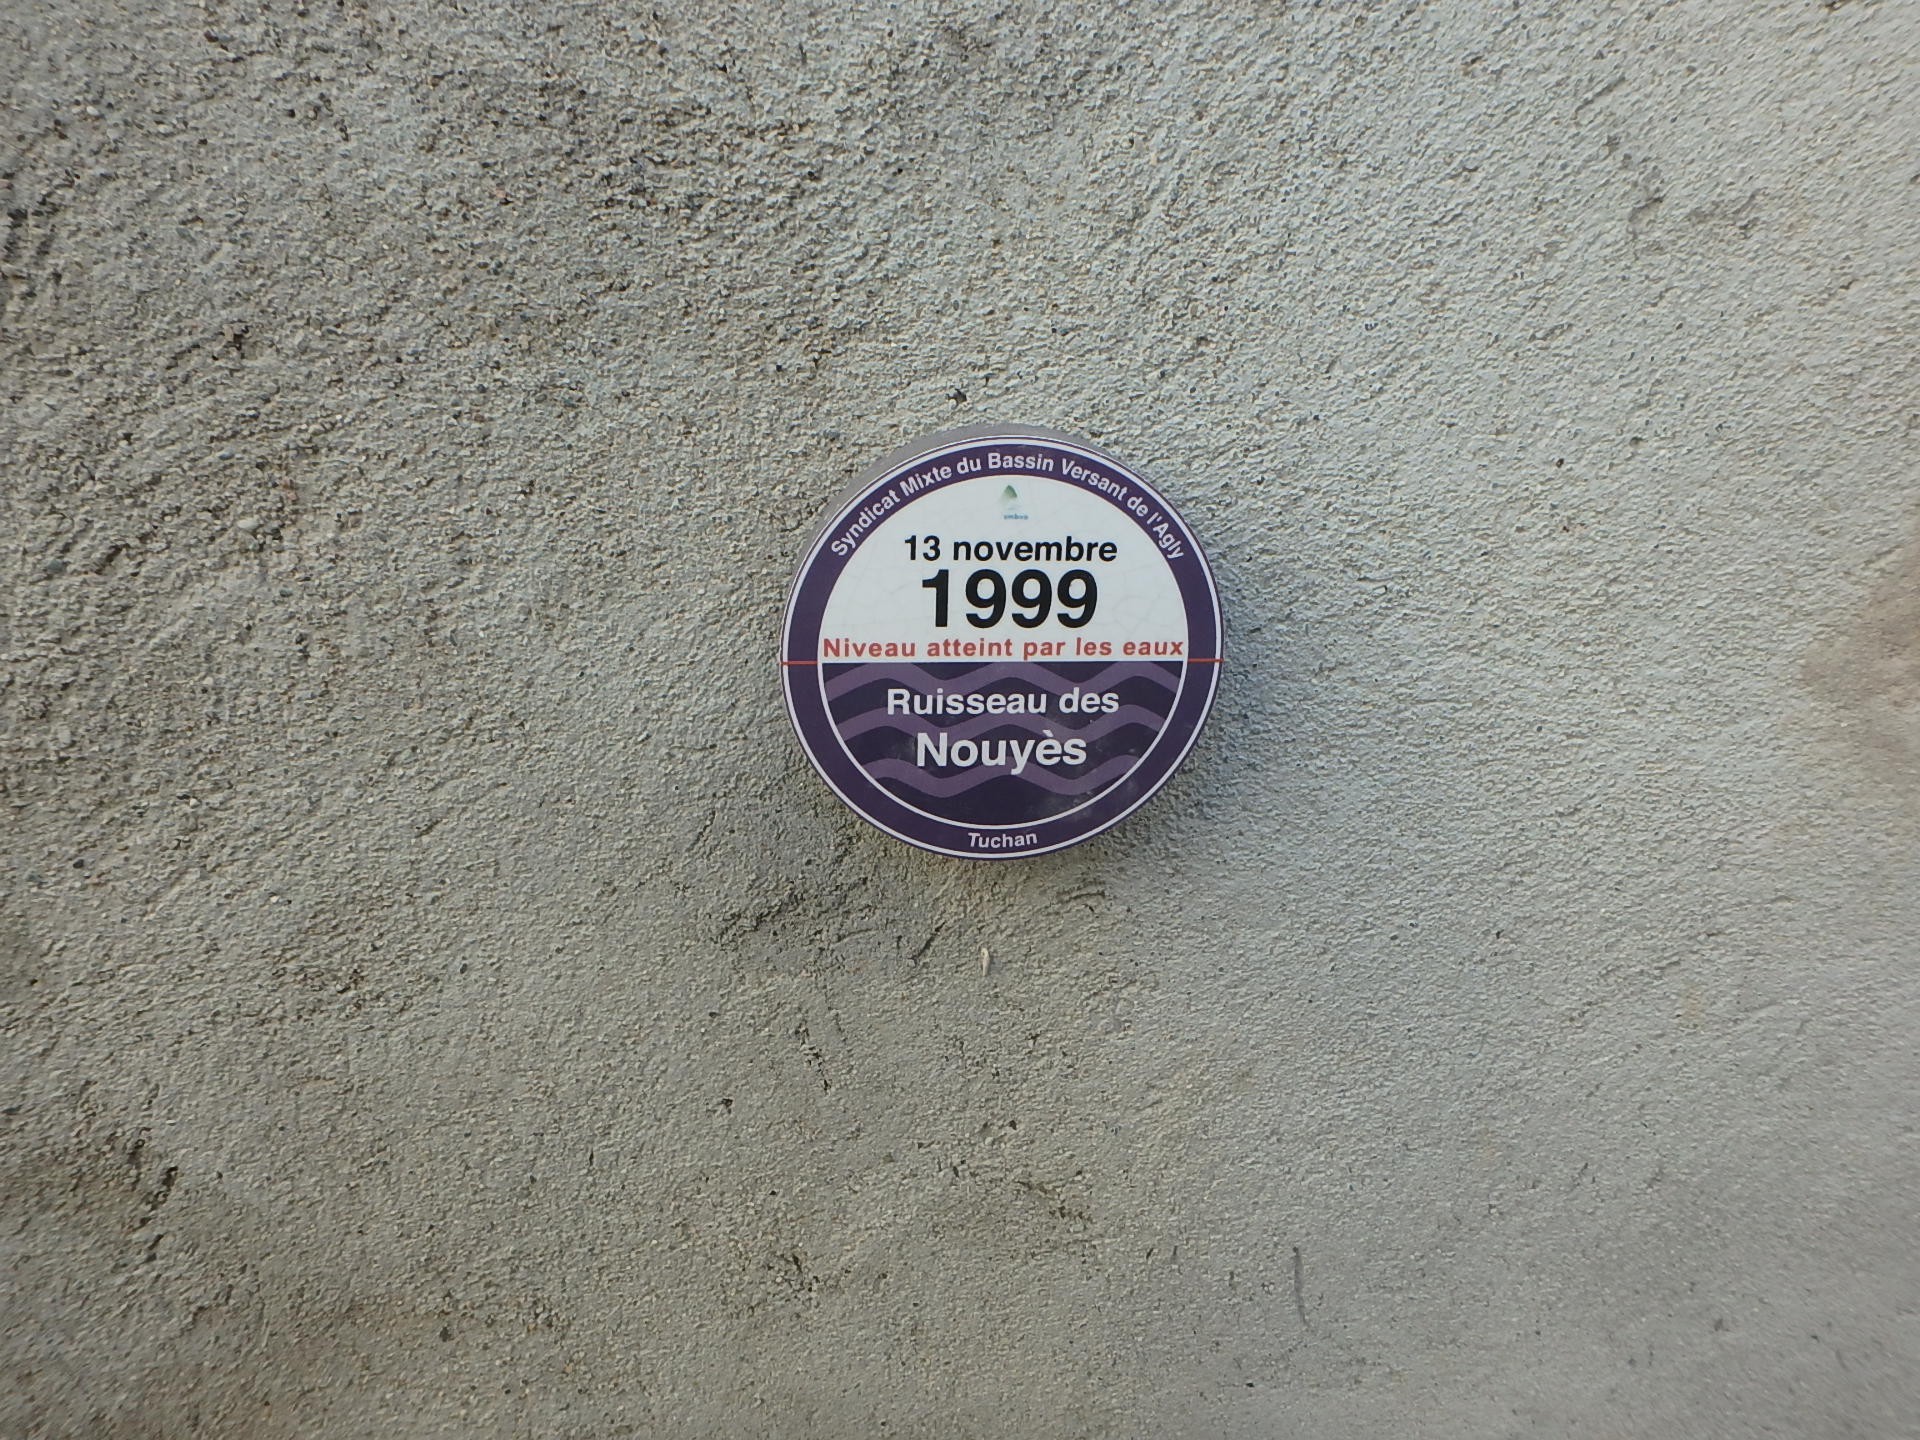 Syndicat Mixte du Bassin Versant de l'Agly
smbva
13 novembre
1999
Niveau atteint par les eaux
Ruisseau des
Nouyès
Tuchan